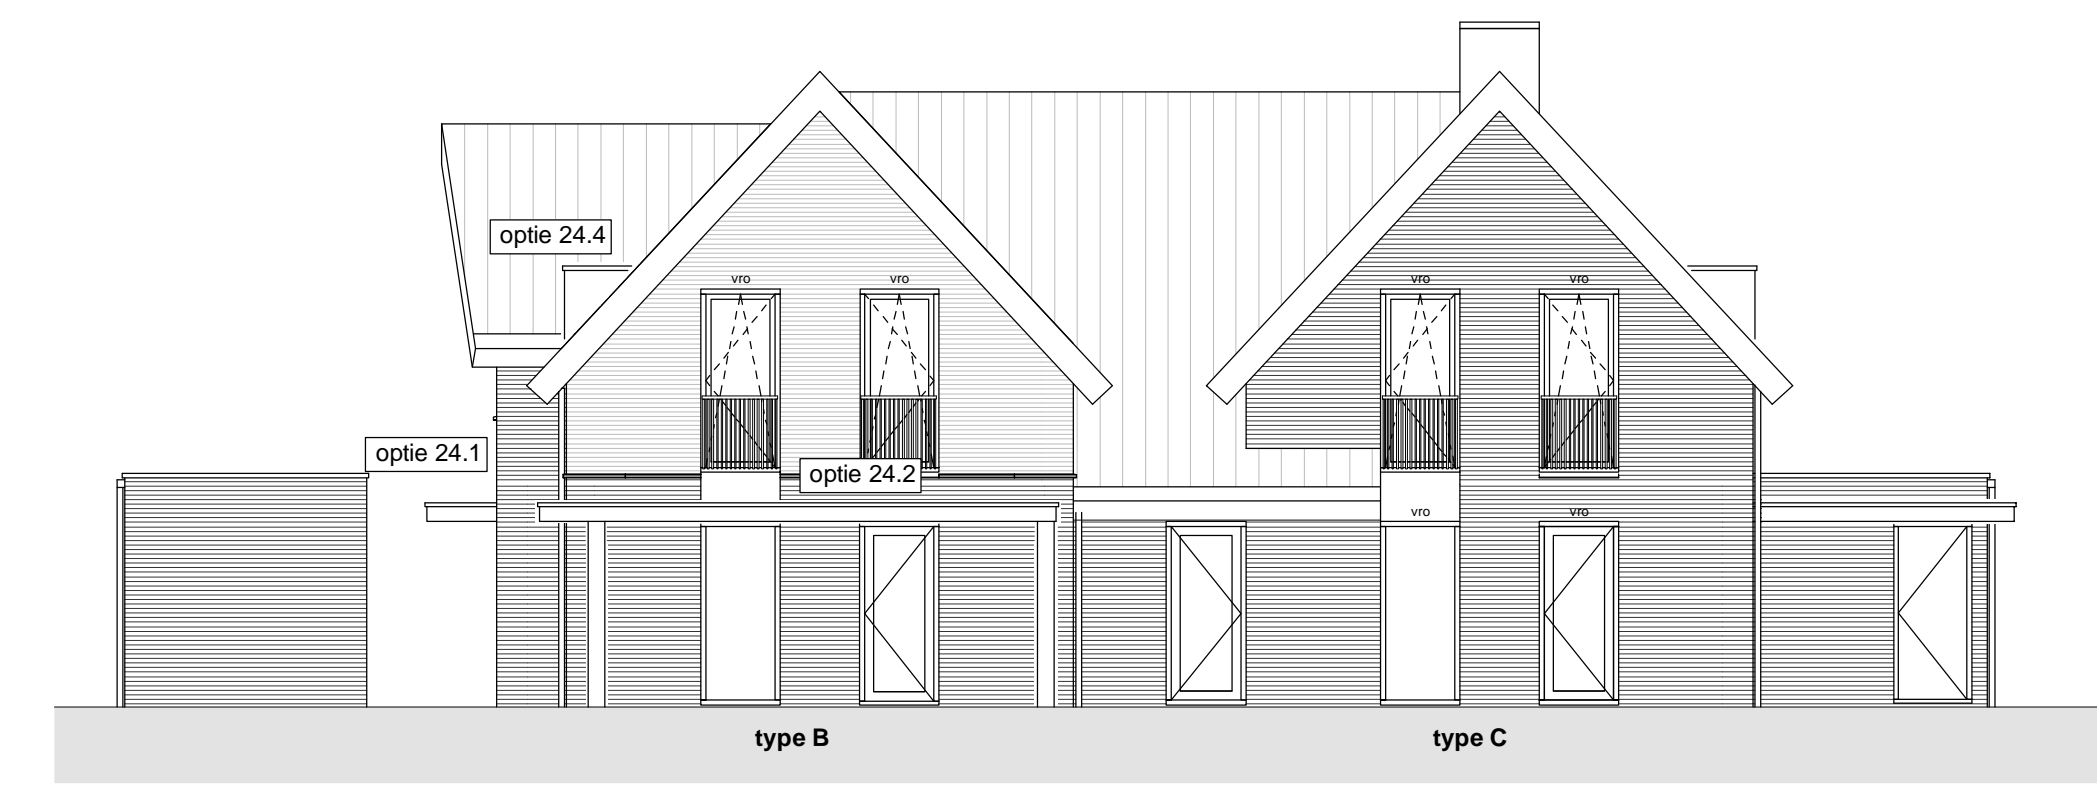 optie 24.4
vro
vro
vro
vro
optie 24.1
optie 24.2
vro
vro
type B
type C